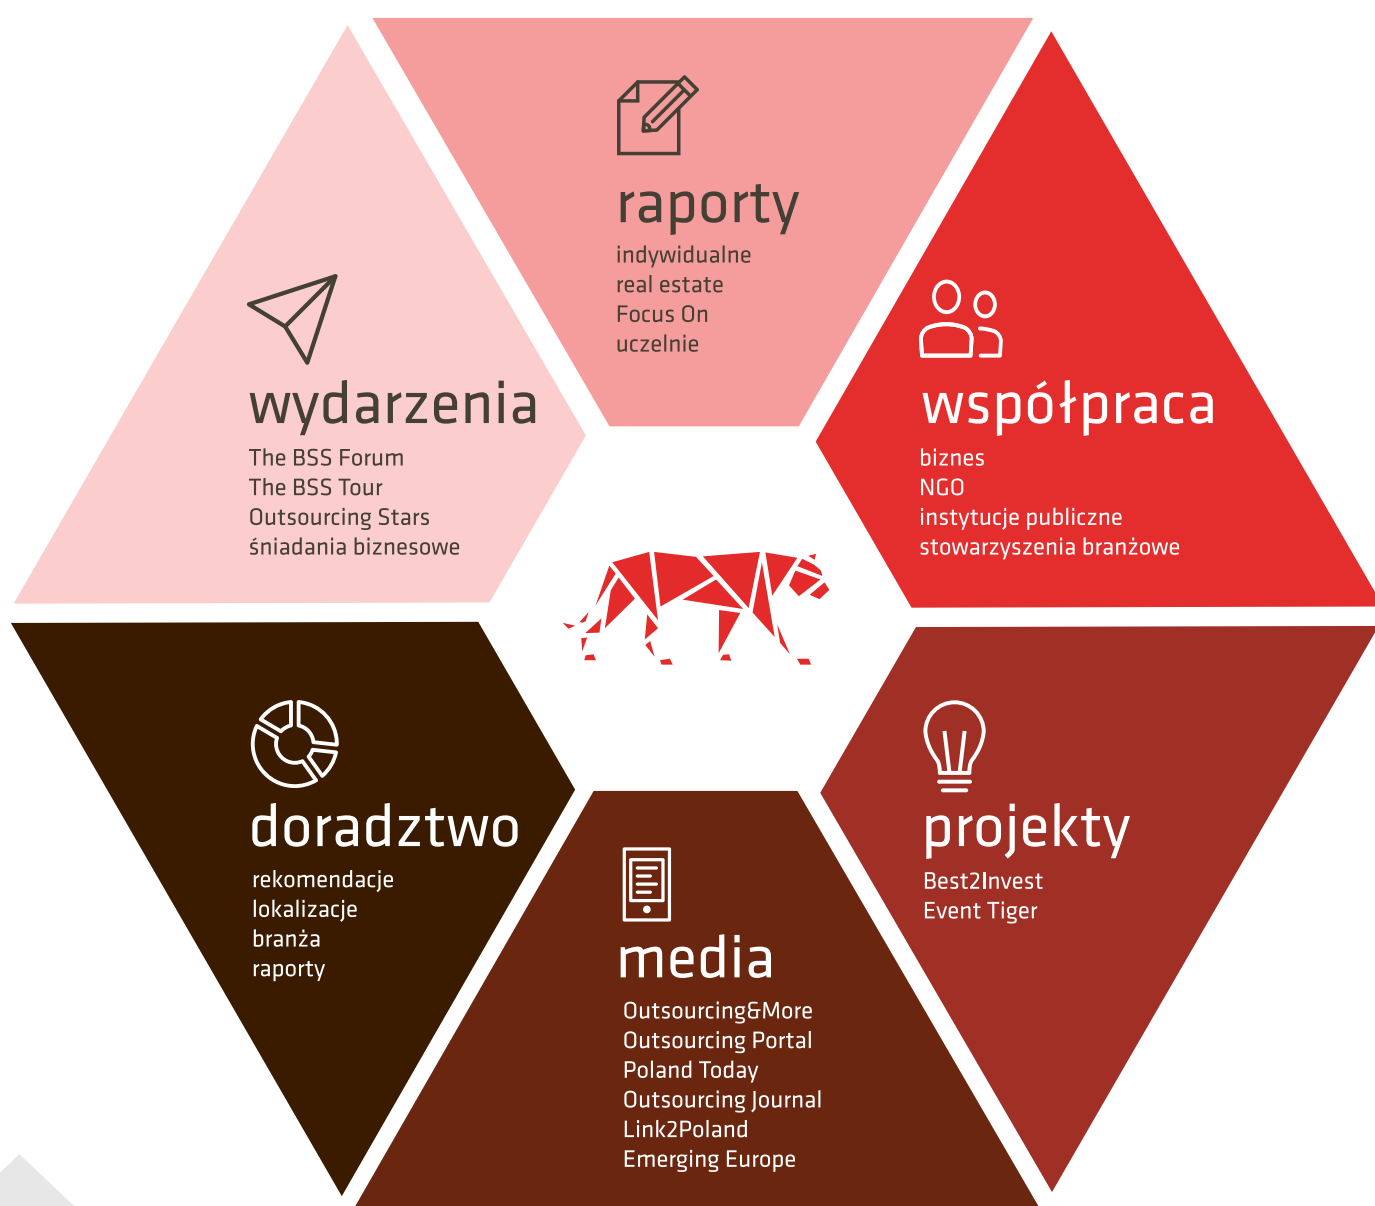 raporty
indywidualne
real estate
Focus On
uczelnie
wydarzenia
The BSS Forum
The BSS Tour
Outsourcing Stars
śniadania biznesowe
współpraca
biznes
NGO
instytucje publiczne
stowarzyszenia branżowe
doradztwo
rekomendacje
lokalizacje
branża
raporty
media
Outsourcing&More
Outsourcing Portal
Poland Today
Outsourcing Journal
Link2Poland
Emerging Europe
projekty
Best2Invest
Event Tiger